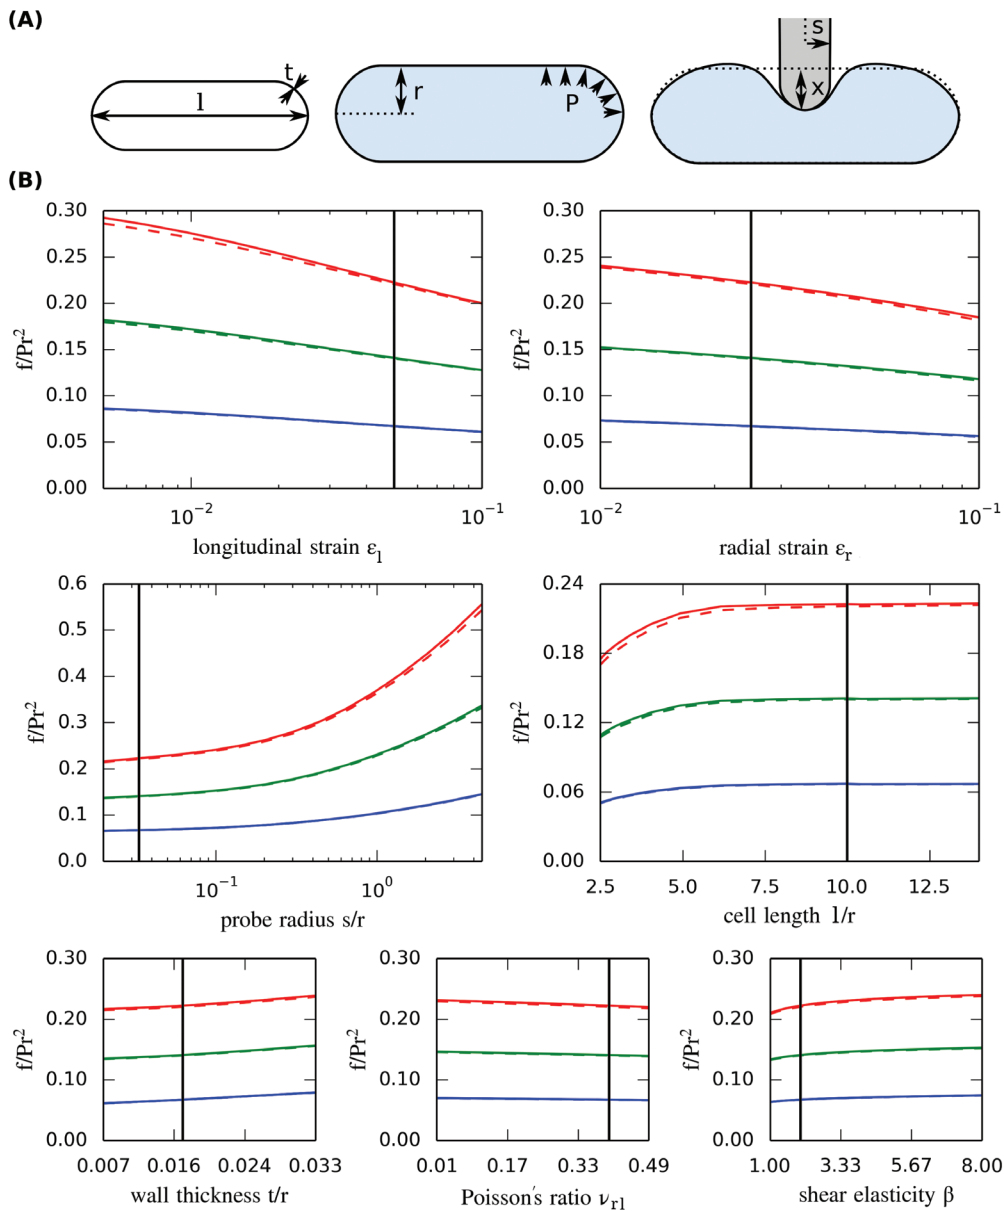 (A)
t
l
r
P
s
x
(B)
0.30
0.25
0.20
0.15
0.10
0.05
0.00
f/Pr²
10⁻² 10⁻¹
longitudinal strain ε_l
0.30
0.25
0.20
0.15
0.10
0.05
0.00
f/Pr²
10⁻² 10⁻¹
radial strain ε_r
0.6
0.5
0.4
0.3
0.2
0.1
0.0
f/Pr²
10⁻¹ 10⁰
probe radius s/r
0.24
0.18
0.12
0.06
0.00
f/Pr²
2.5 5.0 7.5 10.0 12.5
cell length l/r
0.30
0.20
0.10
0.00
f/Pr²
0.007 0.016 0.024 0.033
wall thickness t/r
0.30
0.20
0.10
0.00
f/Pr²
0.01 0.17 0.33 0.49
Poisson's ratio ν_rl
0.30
0.20
0.10
0.00
f/Pr²
1.00 3.33 5.67 8.00
shear elasticity β